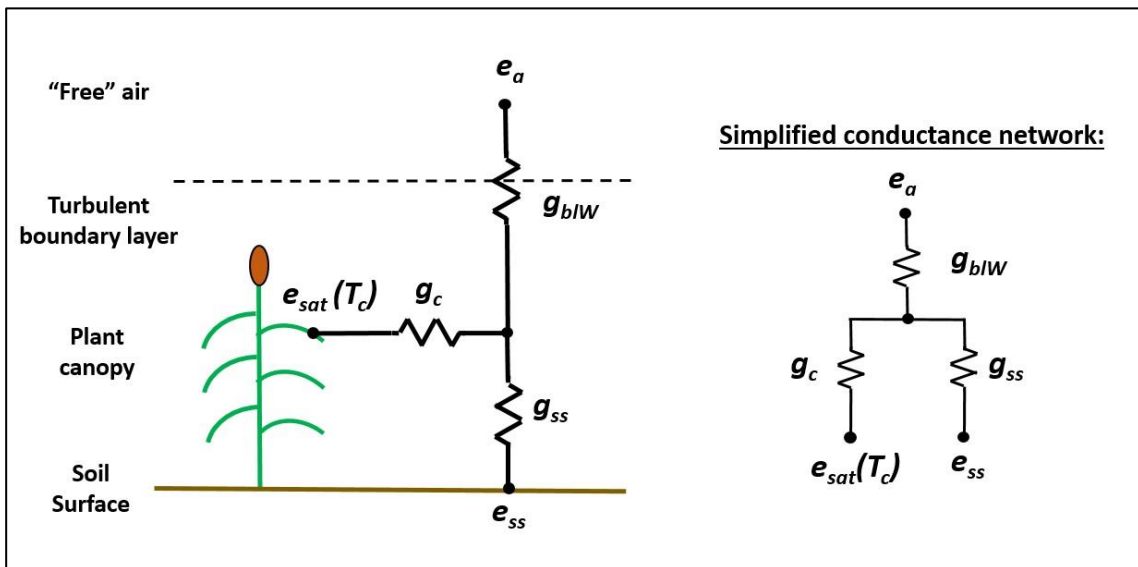 “Free” air
Turbulent
boundary layer
Plant
canopy
Soil
Surface
e_a
g_blW
e_sat (T_c)
g_c
g_ss
e_ss
Simplified conductance network:
e_a
g_blW
g_c
g_ss
e_sat(T_c)
e_ss